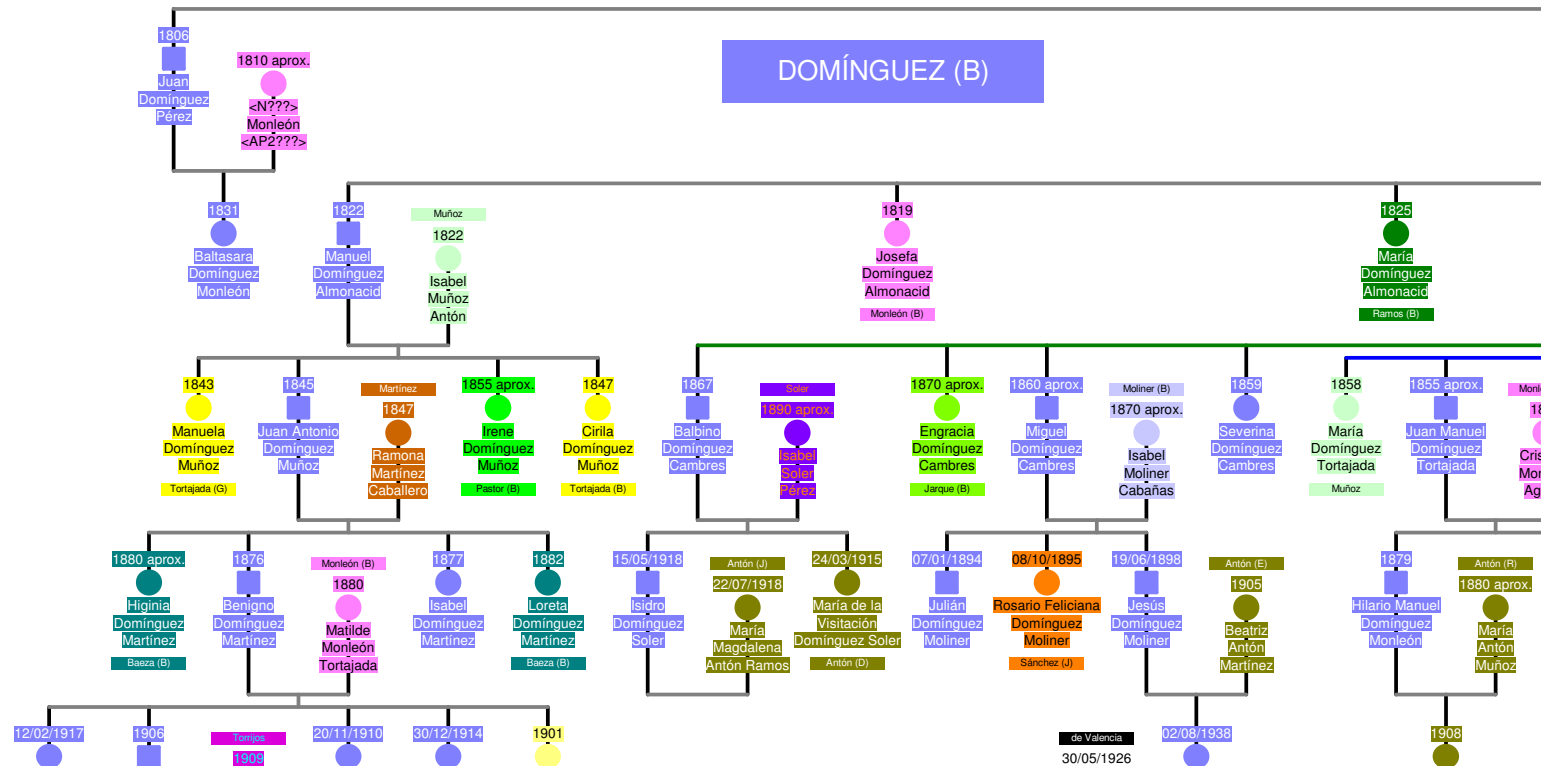 DOMÍNGUEZ (B)
1806
Juan
Domínguez
Pérez
1810 aprox.
<N???>
Monleón
<AP2???>
1831
Baltasara
Domínguez
Monleón
1822
Manuel
Domínguez
Almonacid
Muñoz
1822
Isabel
Muñoz
Antón
1819
Josefa
Domínguez
Almonacid
Monleón (B)
1825
María
Domínguez
Almonacid
Ramos (B)
1843
Manuela
Domínguez
Muñoz
Tortajada (G)
1845
Juan Antonio
Domínguez
Muñoz
Martínez
1847
Ramona
Martínez
Caballero
1855 aprox.
Irene
Domínguez
Muñoz
Pastor (B)
1847
Cirila
Domínguez
Muñoz
Tortajada (B)
1867
Balbino
Domínguez
Cambres
Soler
1890 aprox.
Isabel
Soler
Pérez
1870 aprox.
Engracia
Domínguez
Cambres
Jarque (B)
1860 aprox.
Miguel
Domínguez
Cambres
Moliner (B)
1870 aprox.
Isabel
Moliner
Cabañas
1859
Severina
Domínguez
Cambres
1858
María
Domínguez
Tortajada
Muñoz
1855 aprox.
Juan Manuel
Domínguez
Tortajada
1880 aprox.
Higinia
Domínguez
Martínez
Baeza (B)
1876
Benigno
Domínguez
Martínez
Monleón (B)
1880
Matilde
Monleón
Tortajada
1877
Isabel
Domínguez
Martínez
1882
Loreta
Domínguez
Martínez
Baeza (B)
15/05/1918
Isidro
Domínguez
Soler
Antón (J)
22/07/1918
María
Magdalena
Antón Ramos
24/03/1915
María de la
Visitación
Domínguez Soler
Antón (D)
07/01/1894
Julián
Domínguez
Moliner
08/10/1895
Rosario Feliciana
Domínguez
Moliner
Sánchez (J)
19/06/1898
Jesús
Domínguez
Moliner
Antón (E)
1905
Beatriz
Antón
Martínez
1879
Hilario Manuel
Domínguez
Monleón
Antón (R)
1880 aprox.
María
Antón
Muñoz
12/02/1917
1906
Torrijos
1909
20/11/1910
30/12/1914
1901
de Valencia
30/05/1926
02/08/1938
1908